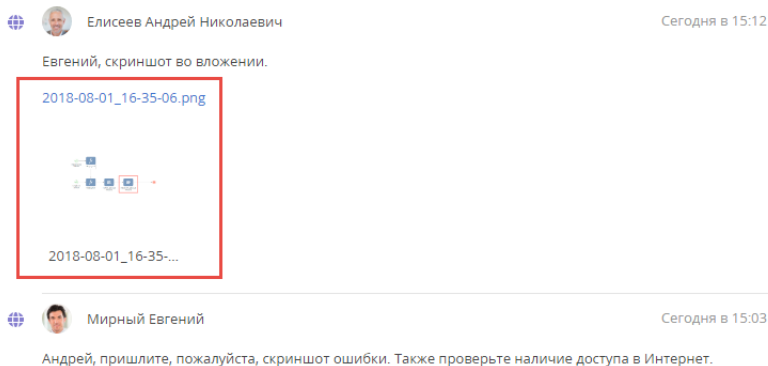 Елисеев Андрей Николаевич
Сегодня в 15:12
Евгений, скриншот во вложении.
2018-08-01_16-35-06.png
2018-08-01_16-35-...
Мирный Евгений
Сегодня в 15:03
Андрей, пришлите, пожалуйста, скриншот ошибки. Также проверьте наличие доступа в Интернет.